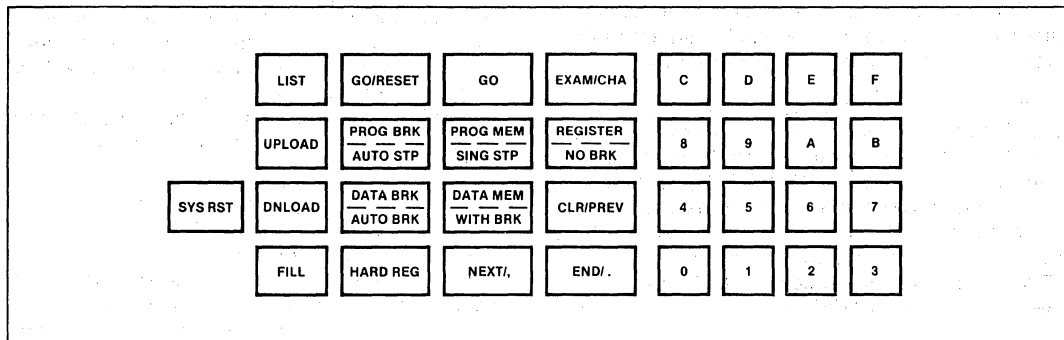 LIST GO/RESET GO EXAM/CHA C D E F
UPLOAD PROG BRK PROG MEM REGISTER 8 9 A B
AUTO STP SING STP NO BRK
SYS RST DNLOAD DATA BRK DATA MEM CLR/PREV 4 5 6 7
AUTO BRK WITH BRK
FILL HARD REG NEXT/, END/ . 0 1 2 3